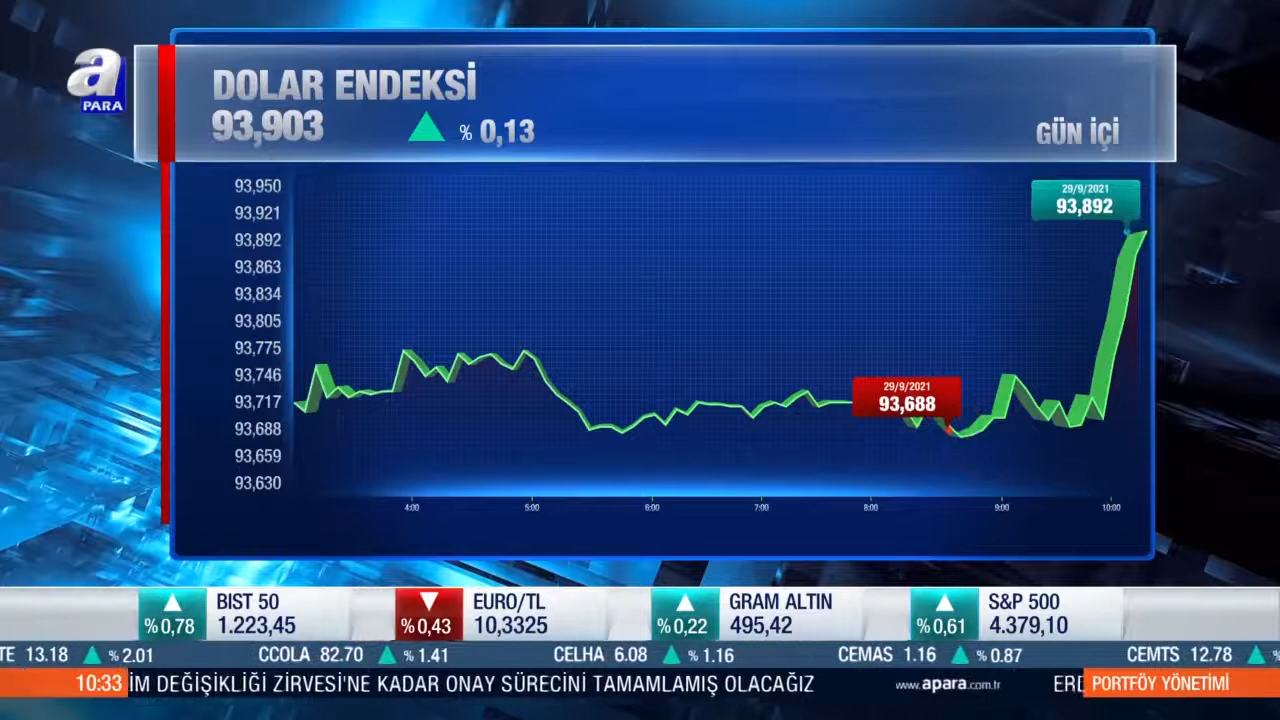 a
PARA
DOLAR ENDEKSİ
93,903 % 0,13
GÜN İÇİ
93,950
93,921
93,892
93,863
93,834
93,805
93,775
93,746
93,717
93,688
93,659
93,630
29/9/2021
93,892
29/9/2021
93,688
4:00 5:00 6:00 7:00 8:00 9:00 10:00
% 0,78 BIST 50 1.223,45
% 0,43 EURO/TL 10,3325
% 0,22 GRAM ALTIN 495,42
% 0,61 S&P 500 4.379,10
TE 13.18 % 2.01 CCOLA 82.70 % 1.41 CELHA 6.08 % 1.16 CEMAS 1.16 % 0.87 CEMTS 12.78 %
10:33 İM DEĞİŞİKLİĞİ ZİRVESİ'NE KADAR ONAY SÜRECİNİ TAMAMLAMIŞ OLACAĞIZ www.apara.com.tr ERD PORTFÖY YÖNETİMİ